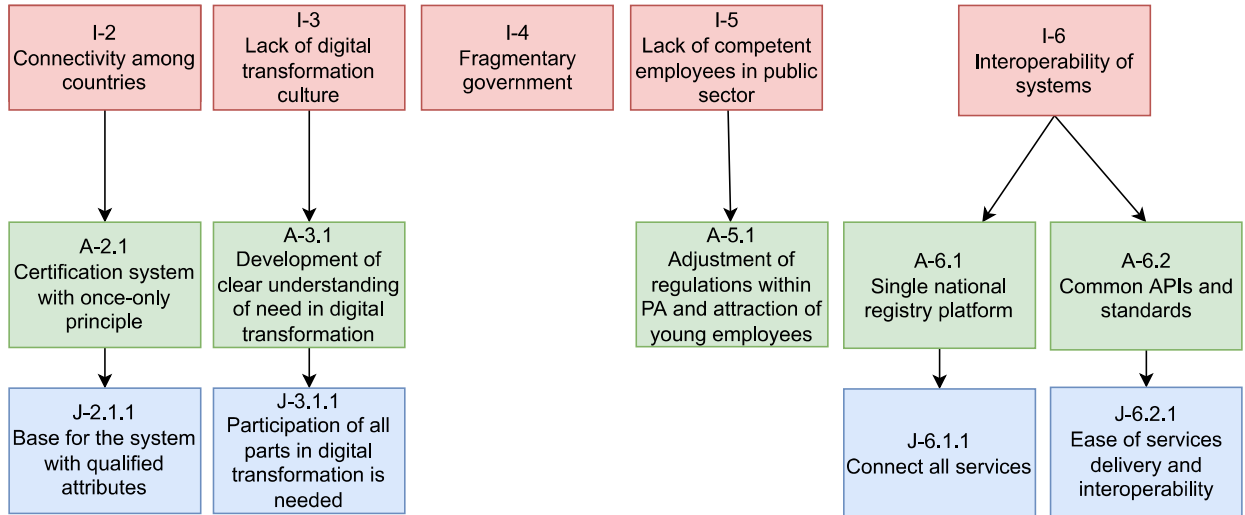 I-2
Connectivity among
countries
I-3
Lack of digital
transformation
culture
I-4
Fragmentary
government
I-5
Lack of competent
employees in public
sector
I-6
Interoperability of
systems
A-2.1
Certification system
with once-only
principle
A-3.1
Development of
clear understanding
of need in digital
transformation
A-5.1
Adjustment of
regulations within
PA and attraction of
young employees
A-6.1
Single national
registry platform
A-6.2
Common APIs and
standards
J-2.1.1
Base for the system
with qualified
attributes
J-3.1.1
Participation of all
parts in digital
transformation is
needed
J-6.1.1
Connect all services
J-6.2.1
Ease of services
delivery and
interoperability